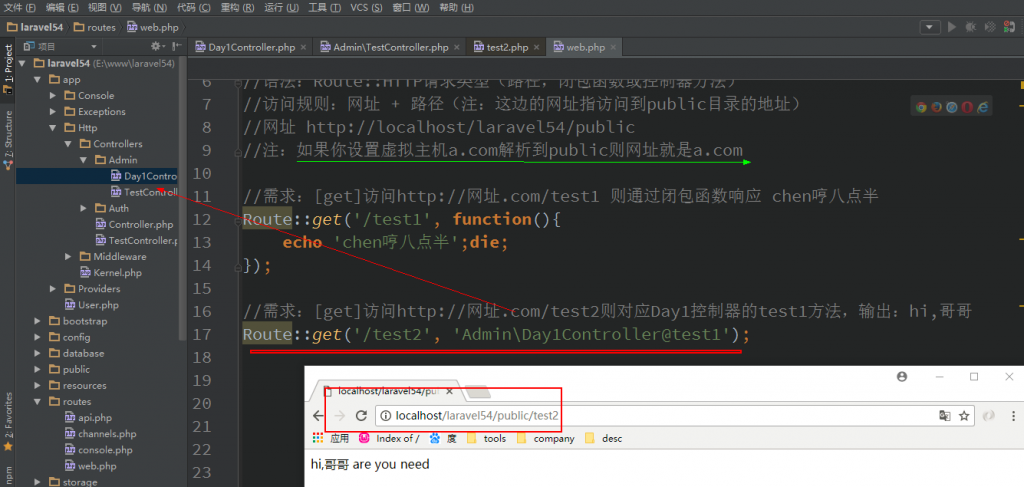 文件 (F) 编辑 (E) 视图 (V) 导航 (N) 代码 (C) 重构 (R) 运行 (U) 工具 (T) VCS (S) 窗口 (W) 帮助 (H)
laravel54 routes web.php
项目 Day1Controller.php Admin\TestController.php test2.php web.php
1: Project
7: Structure
2: Favorites
npm
laravel54 (E:\www\laravel54)
app
Console
Exceptions
Http
Controllers
Admin
Day1Contro
TestControll
Auth
Controller.php
TestController.p
Middleware
Kernel.php
Providers
User.php
bootstrap
config
database
public
resources
routes
api.php
channels.php
console.php
web.php
storage
6 //语法：Route::HTTP请求类型（路径，闭包函数或控制器方法）
7 //访问规则：网址 + 路径（注：这边的网址指访问到public目录的地址）
8 //网址 http://localhost/laravel54/public
9 //注：如果你设置虚拟主机a.com解析到public则网址就是a.com
10
11 //需求：[get]访问http://网址.com/test1 则通过闭包函数响应 chen哼八点半
12 Route::get('/test1', function(){
13 echo 'chen哼八点半';die;
14 });
15
16 //需求：[get]访问http://网址.com/test2则对应Day1控制器的test1方法，输出：hi,哥哥
17 Route::get('/test2', 'Admin\Day1Controller@test1');
18
19
20
21
22
23
localhost/laravel54/pu
localhost/laravel54/public/test2
应用 Index of / 度 tools company desc
hi,哥哥 are you need